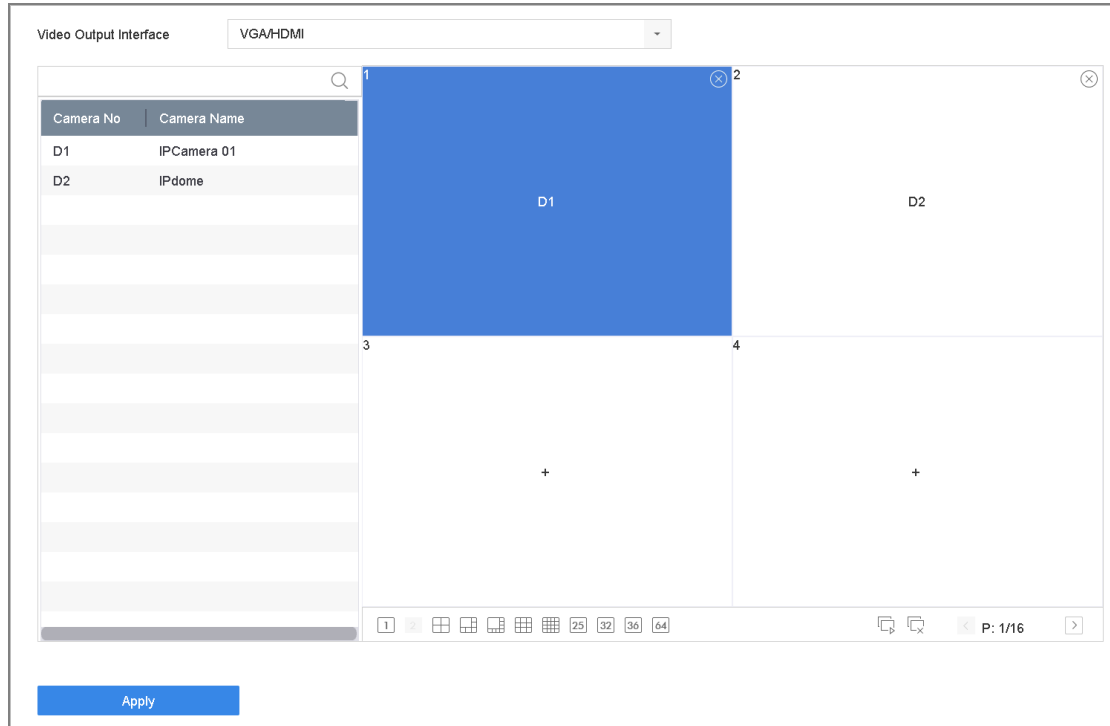 Video Output Interface VGA/HDMI
Camera No Camera Name
D1 IPCamera 01
D2 IPdome
1
D1
2
D2
3
+
4
+
1 2 25 32 36 64
P: 1/16
Apply